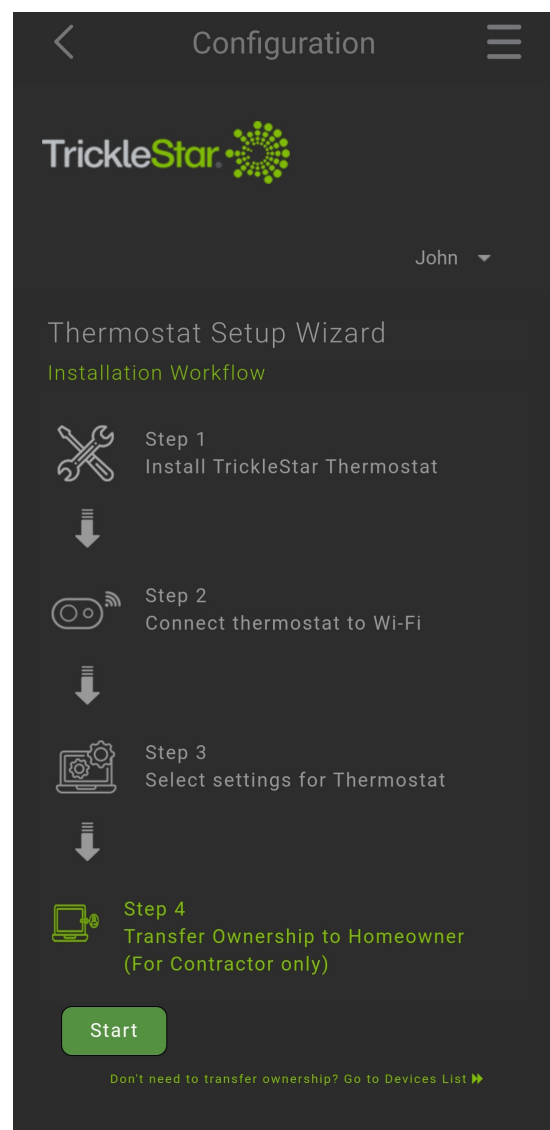 Configuration
TrickleStar®
John
Thermostat Setup Wizard
Installation Workflow
Step 1
Install TrickleStar Thermostat
Step 2
Connect thermostat to Wi-Fi
Step 3
Select settings for Thermostat
Step 4
Transfer Ownership to Homeowner
(For Contractor only)
Start
Don't need to transfer ownership? Go to Devices List